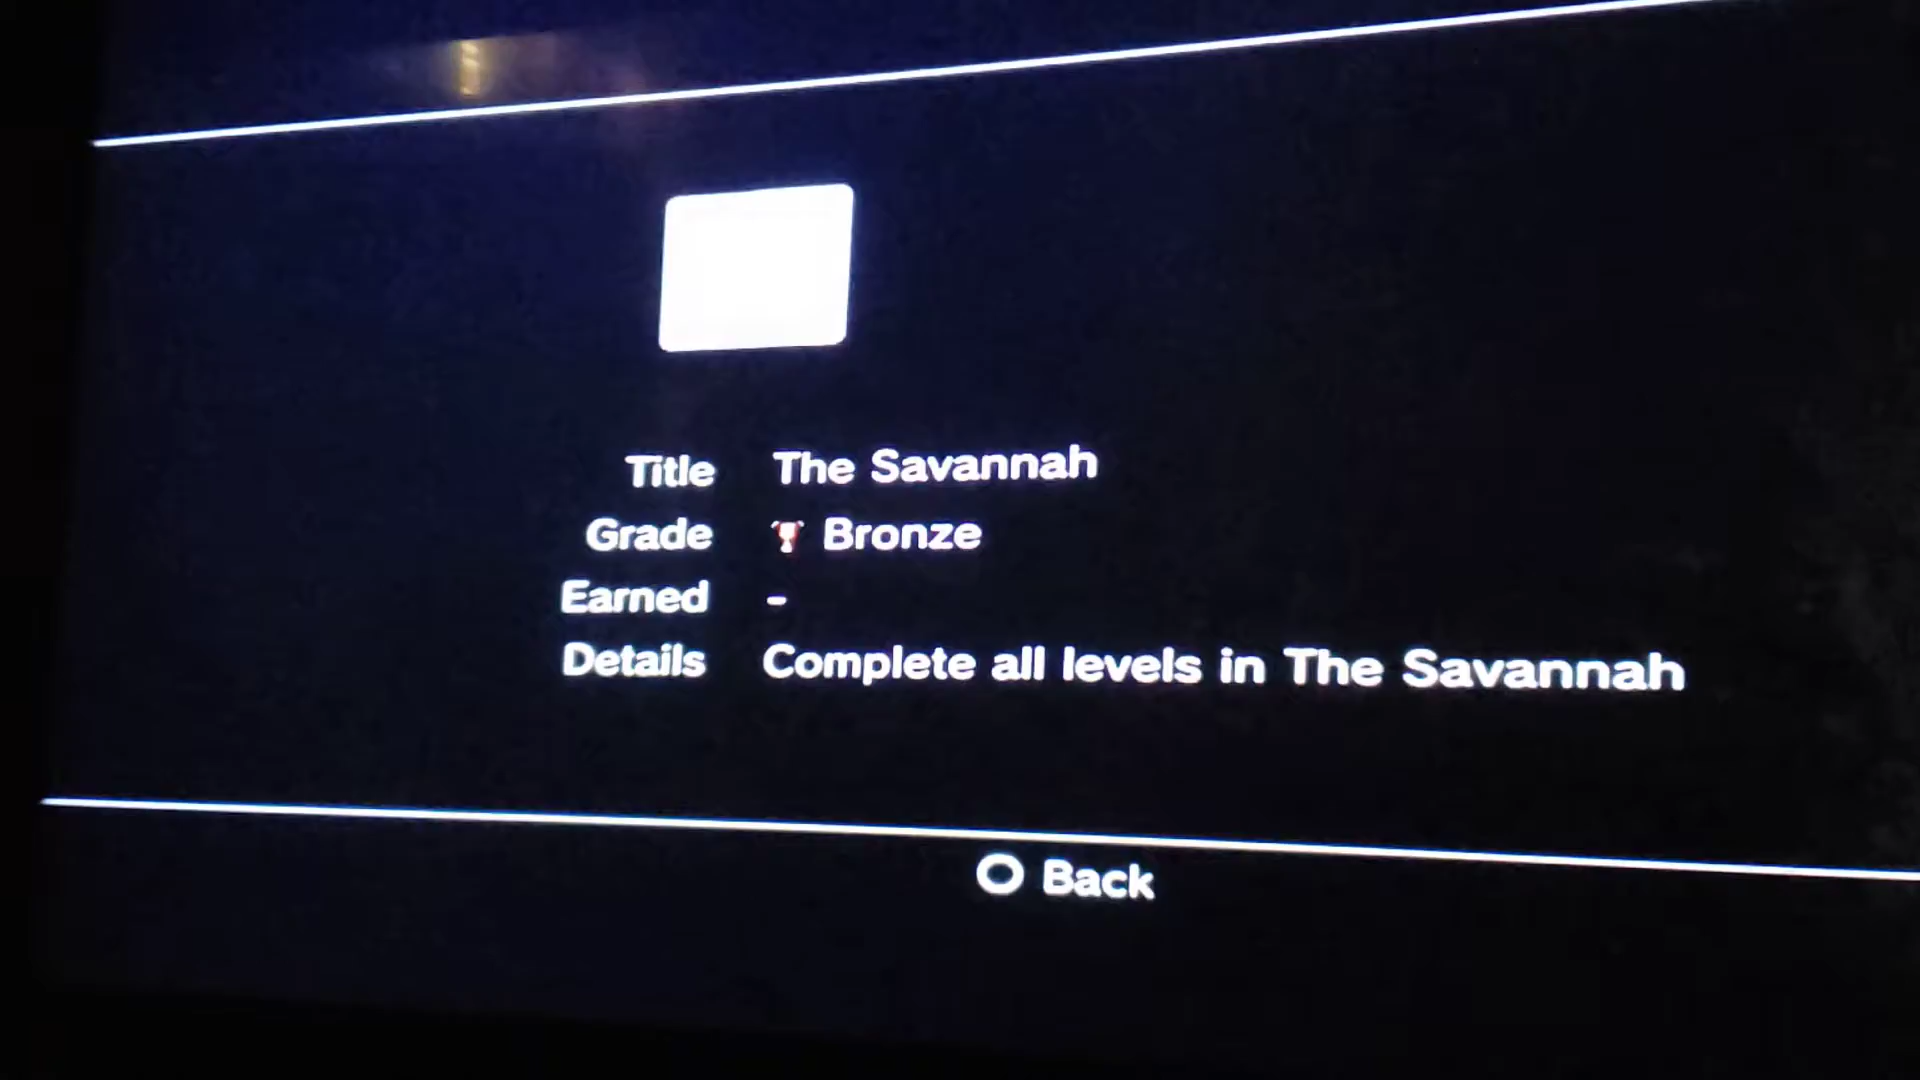 Title The Savannah
Grade Bronze
Earned -
Details Complete all levels in The Savannah
Back